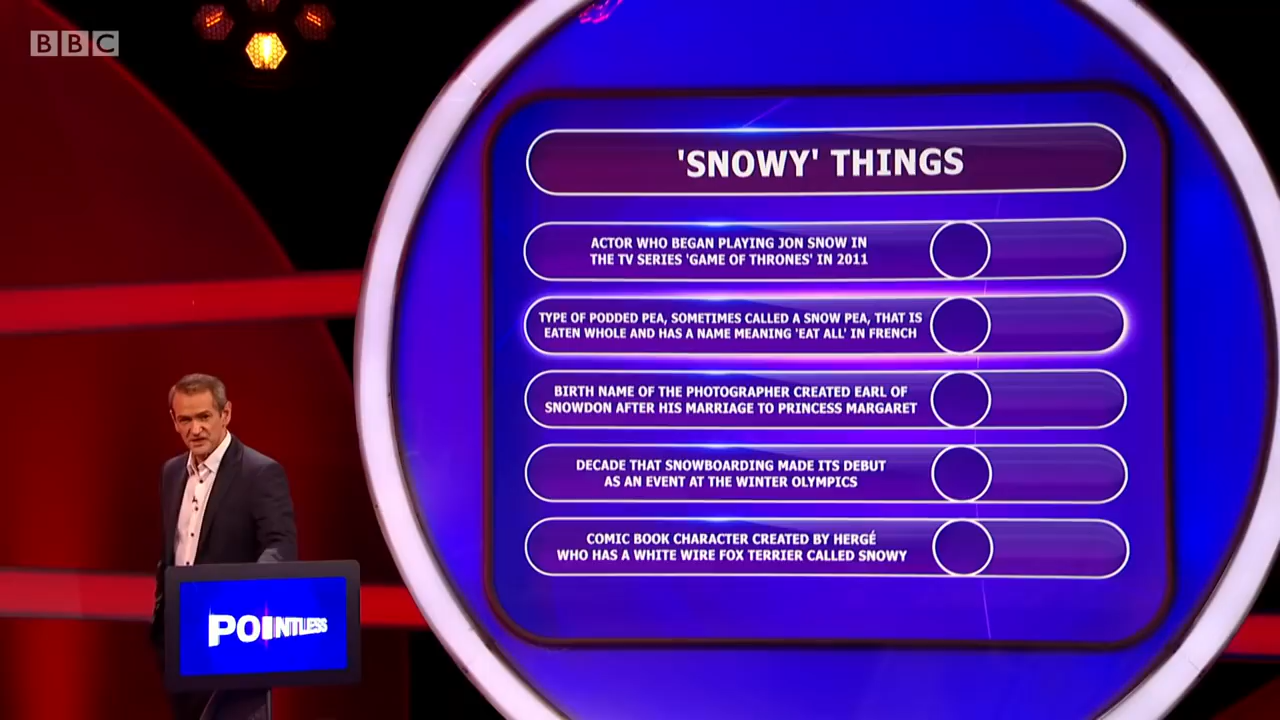 BBC
'SNOWY' THINGS
ACTOR WHO BEGAN PLAYING JON SNOW IN
THE TV SERIES 'GAME OF THRONES' IN 2011
TYPE OF PODDED PEA, SOMETIMES CALLED A SNOW PEA, THAT IS
EATEN WHOLE AND HAS A NAME MEANING 'EAT ALL' IN FRENCH
BIRTH NAME OF THE PHOTOGRAPHER CREATED EARL OF
SNOWDON AFTER HIS MARRIAGE TO PRINCESS MARGARET
DECADE THAT SNOWBOARDING MADE ITS DEBUT
AS AN EVENT AT THE WINTER OLYMPICS
COMIC BOOK CHARACTER CREATED BY HERGÉ
WHO HAS A WHITE WIRE FOX TERRIER CALLED SNOWY
POINTLESS